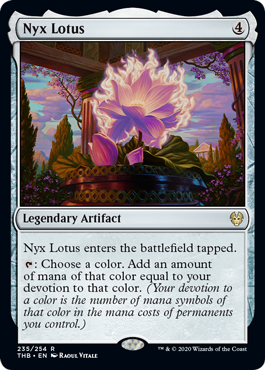 Nyx Lotus 4
Legendary Artifact
Nyx Lotus enters the battlefield tapped.
: Choose a color. Add an amount
of mana of that color equal to your
devotion to that color. (Your devotion to
a color is the number of mana symbols of
that color in the mana costs of permanents
you control.)
235/254 R
THB • EN Raoul Vitale
™ & © 2020 Wizards of the Coast